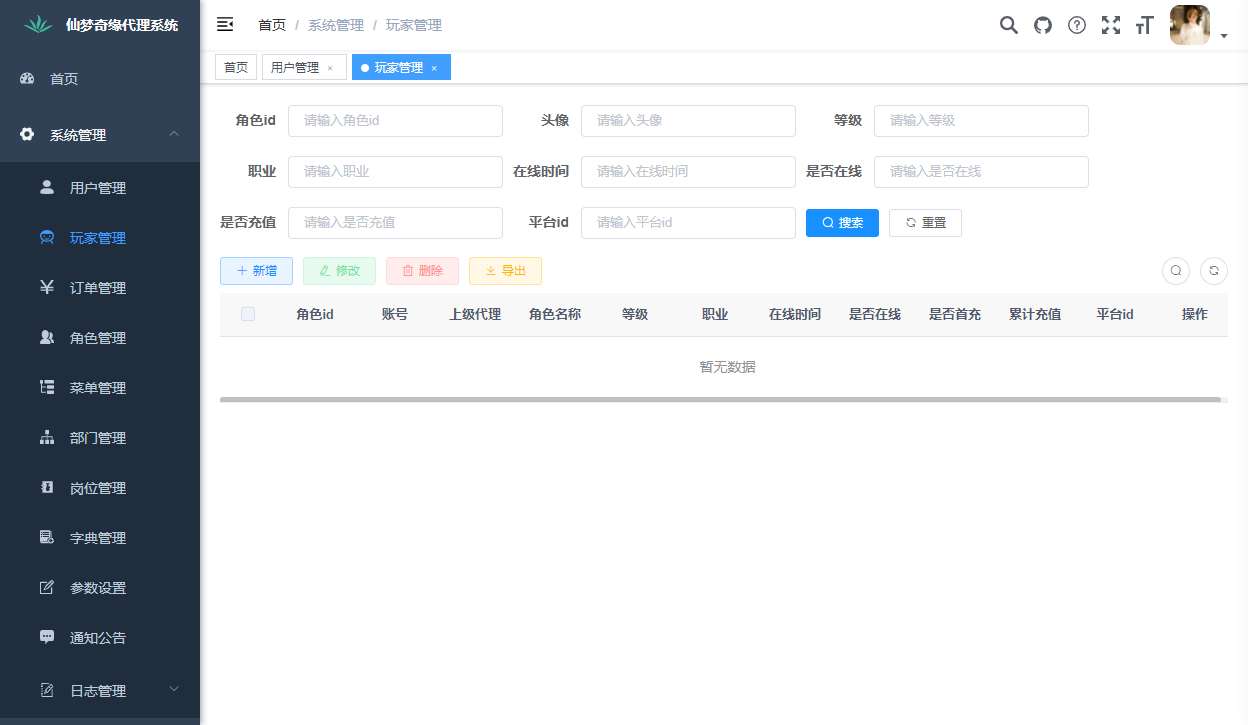 仙梦奇缘代理系统
首页 / 系统管理 / 玩家管理
首页
用户管理 ×
玩家管理 ×
首页
系统管理
用户管理
玩家管理
订单管理
角色管理
菜单管理
部门管理
岗位管理
字典管理
参数设置
通知公告
日志管理
角色id 请输入角色id 头像 请输入头像 等级 请输入等级
职业 请输入职业 在线时间 请输入在线时间 是否在线 请输入是否在线
是否充值 请输入是否充值 平台id 请输入平台id 搜索 重置
新增 修改 删除 导出
角色id 账号 上级代理 角色名称 等级 职业 在线时间 是否在线 是否首充 累计充值 平台id 操作
暂无数据